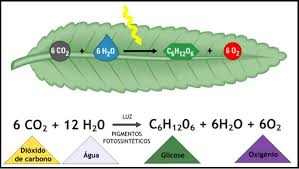 6 CO2 + 6 H2O → C6H12O6 + 6 O2
LUZ
6 CO2 + 12 H2O → C6H12O6 + 6H2O + 6O2
PIGMENTOS
FOTOSSINTÉTICOS
Dióxido de carbono
Água
Glicose
Oxigénio